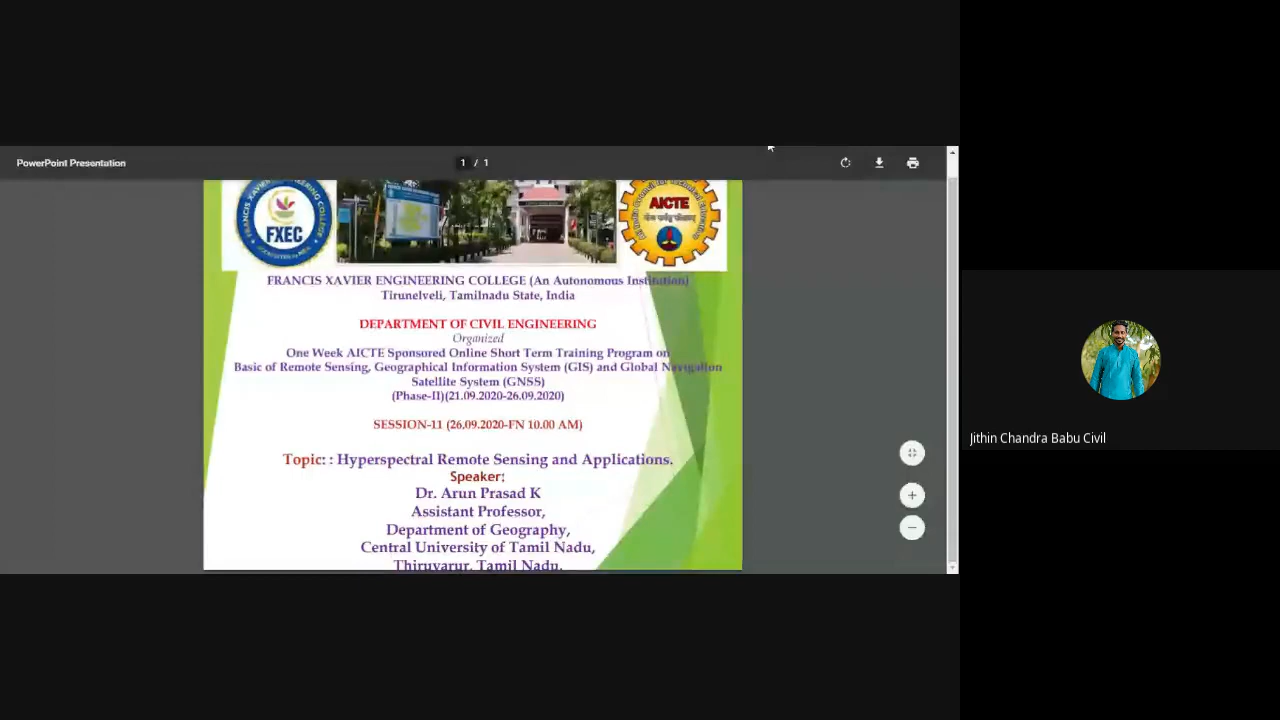 PowerPoint Presentation
1 / 1
FRANCIS XAVIER ENGINEERING COLLEGE
FXEC
AICTE
FRANCIS XAVIER ENGINEERING COLLEGE (An Autonomous Institution)
Tirunelveli, Tamilnadu State, India
DEPARTMENT OF CIVIL ENGINEERING
Organized
One Week AICTE Sponsored Online Short Term Training Program on
Basic of Remote Sensing, Geographical Information System (GIS) and Global Navigation
Satellite System (GNSS)
(Phase-II)(21.09.2020-26.09.2020)
SESSION-11 (26.09.2020-FN 10.00 AM)
Topic: : Hyperspectral Remote Sensing and Applications.
Speaker:
Dr. Arun Prasad K
Assistant Professor,
Department of Geography,
Central University of Tamil Nadu,
Thiruvarur, Tamil Nadu.
Jithin Chandra Babu Civil